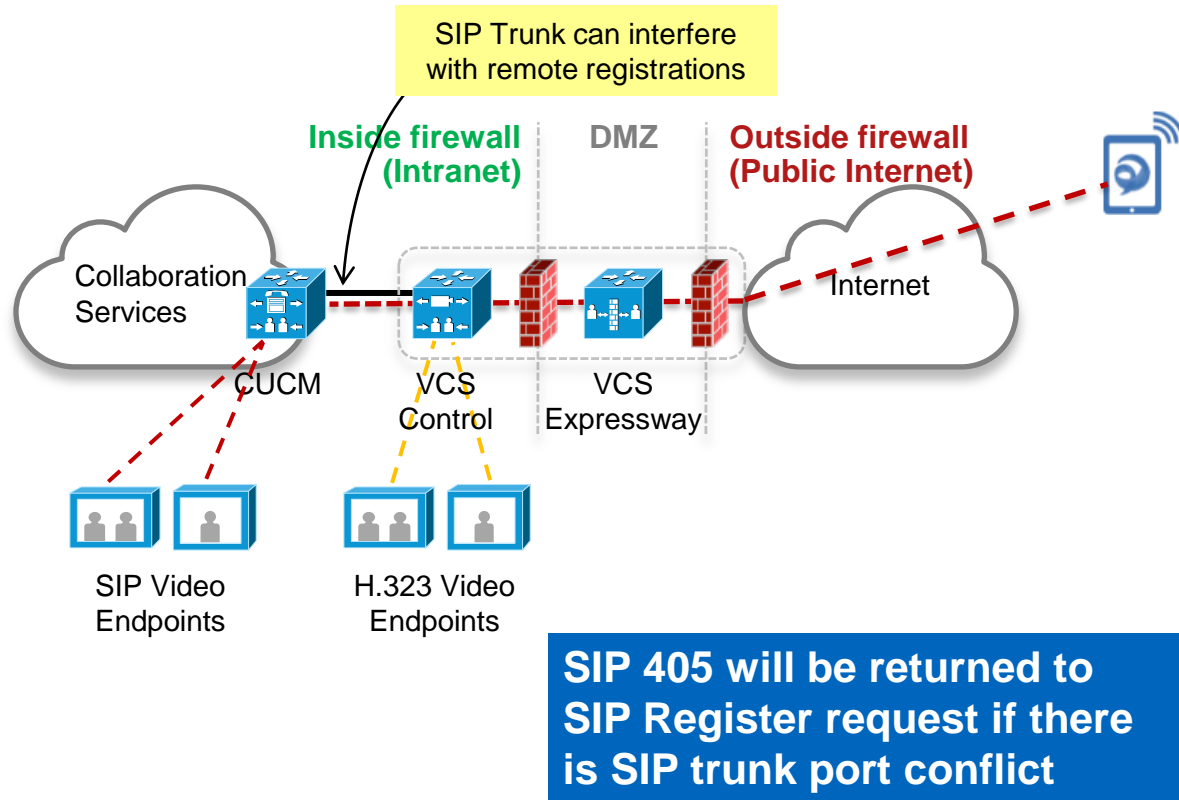 SIP Trunk can interfere
with remote registrations
Inside firewall
(Intranet)
DMZ
Outside firewall
(Public Internet)
Collaboration
Services
Internet
CUCM
VCS
Control
VCS
Expressway
SIP Video
Endpoints
H.323 Video
Endpoints
SIP 405 will be returned to
SIP Register request if there
is SIP trunk port conflict